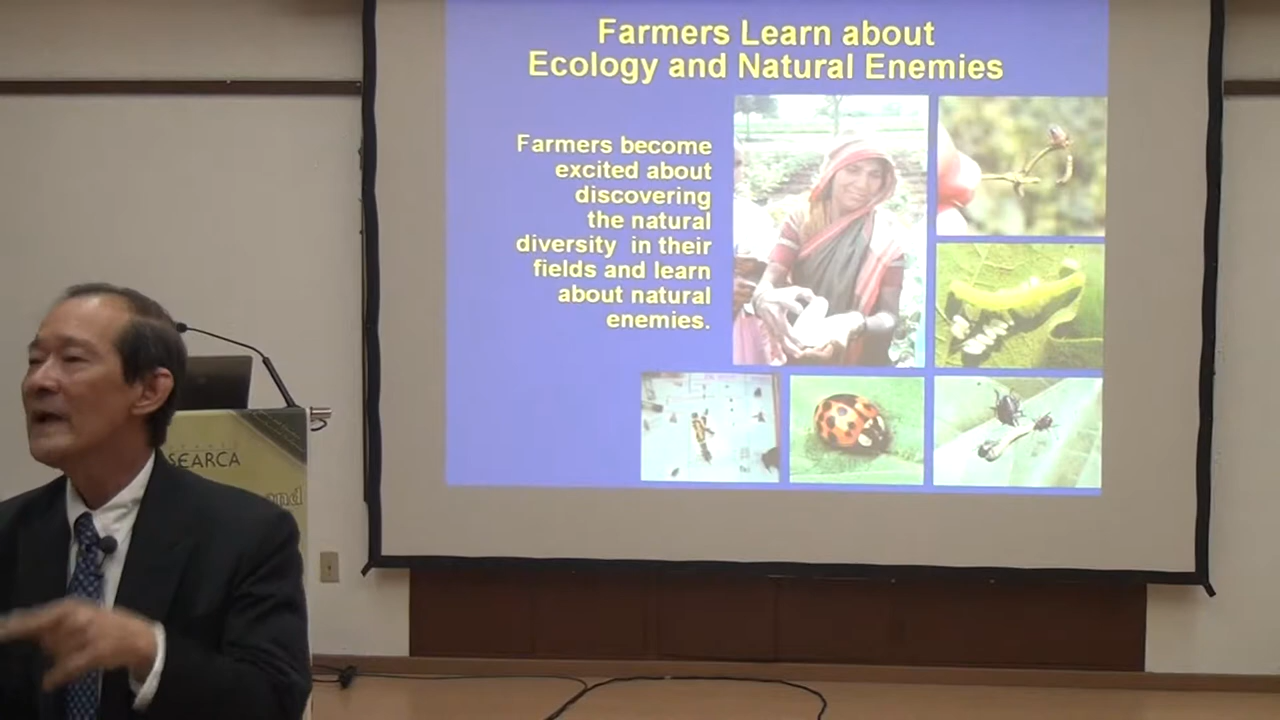 Farmers Learn about
Ecology and Natural Enemies
Farmers become
excited about
discovering
the natural
diversity in their
fields and learn
about natural
enemies.
SEARCA
and